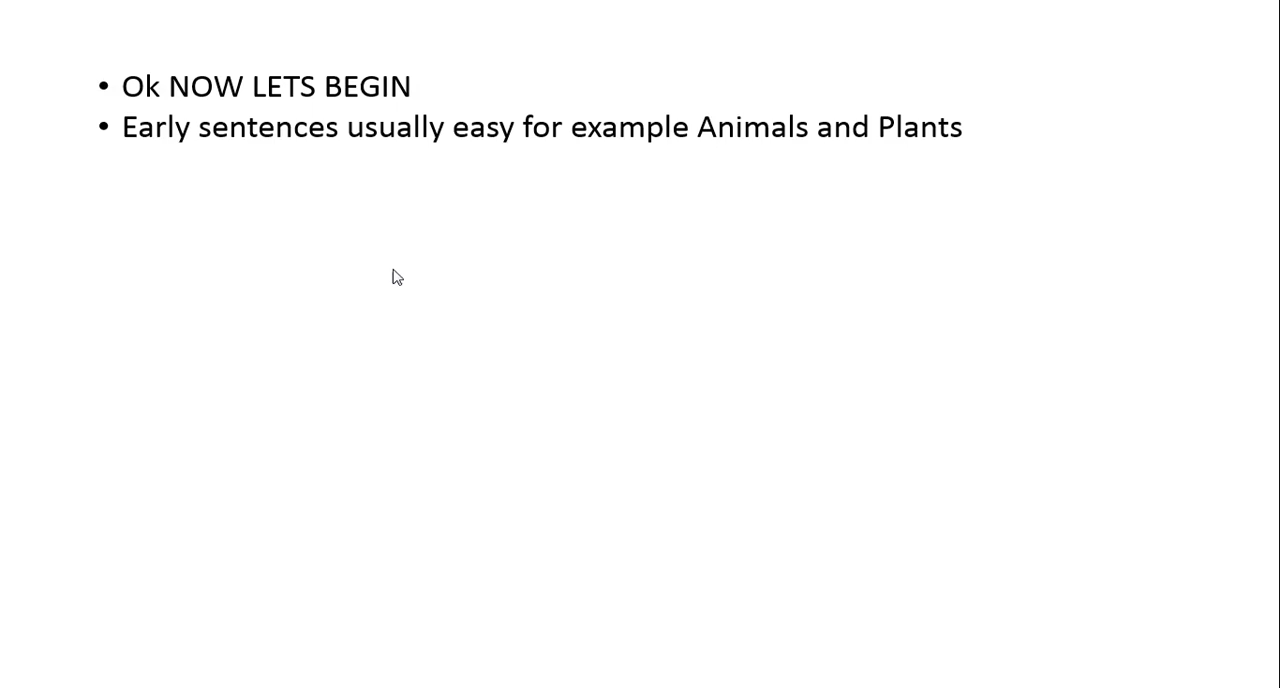 • Ok NOW LETS BEGIN
• Early sentences usually easy for example Animals and Plants